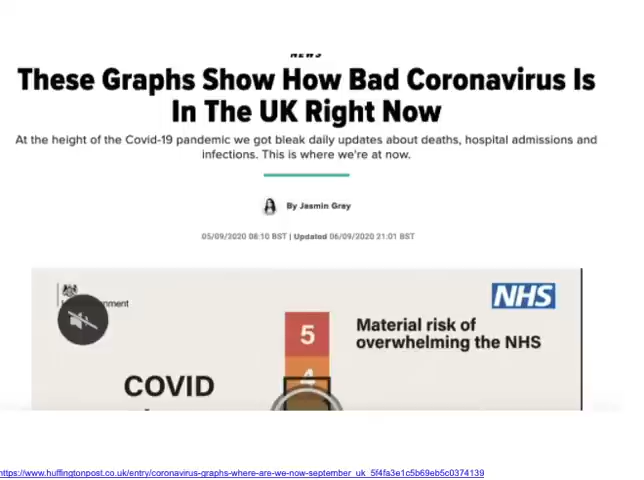 NEWS
These Graphs Show How Bad Coronavirus Is
In The UK Right Now
At the height of the Covid-19 pandemic we got bleak daily updates about deaths, hospital admissions and
infections. This is where we're at now.
By Jasmin Gray
05/09/2020 08:10 BST | Updated 06/09/2020 21:01 BST
NHS
5
Material risk of
overwhelming the NHS
4
COVID
https://www.huffingtonpost.co.uk/entry/coronavirus-graphs-where-are-we-now-september_uk_5f4fa3e1c5b69eb5c0374139